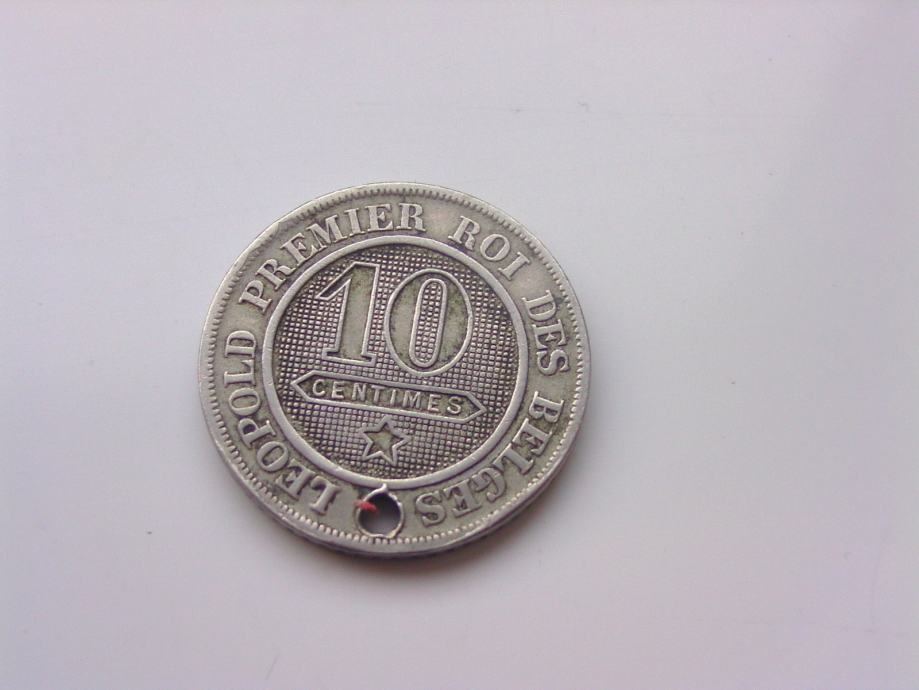 LEOPOLD PREMIER ROI DES BELGES
10
CENTIMES